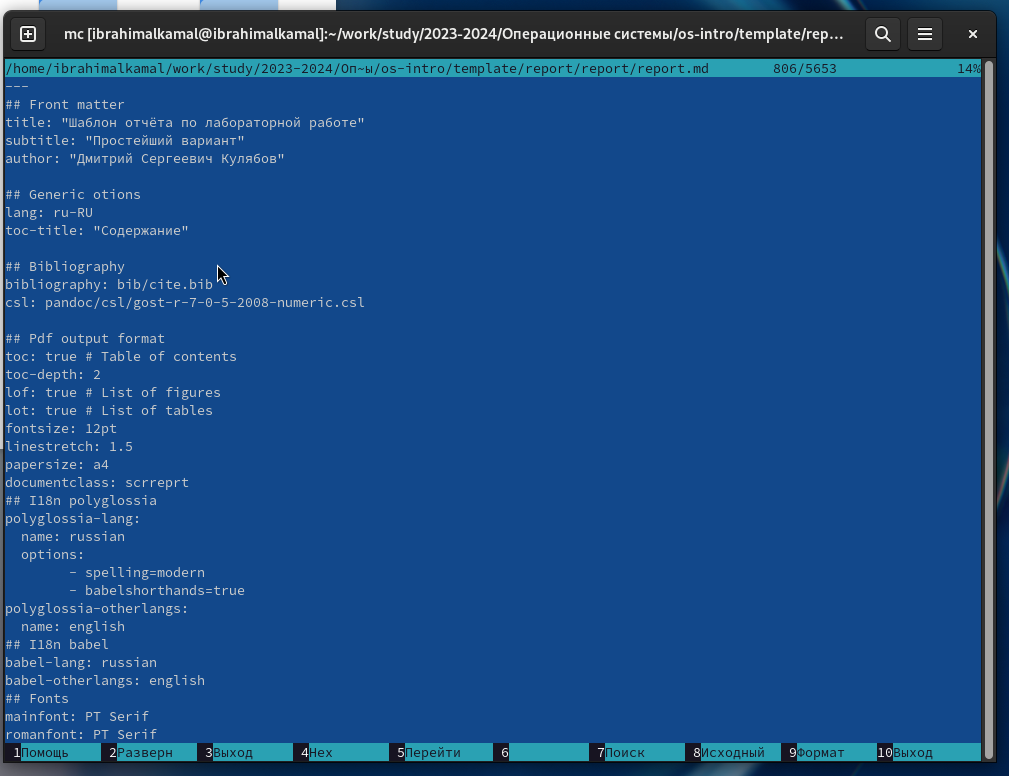 mc [ibrahimalkamal@ibrahimalkamal]:~/work/study/2023-2024/Операционные системы/os-intro/template/rep…
/home/ibrahimalkamal/work/study/2023-2024/Оп~ы/os-intro/template/report/report/report.md 806/5653 14%
---
## Front matter
title: "Шаблон отчёта по лабораторной работе"
subtitle: "Простейший вариант"
author: "Дмитрий Сергеевич Кулябов"
## Generic otions
lang: ru-RU
toc-title: "Содержание"
## Bibliography
bibliography: bib/cite.bib
csl: pandoc/csl/gost-r-7-0-5-2008-numeric.csl
## Pdf output format
toc: true # Table of contents
toc-depth: 2
lof: true # List of figures
lot: true # List of tables
fontsize: 12pt
linestretch: 1.5
papersize: a4
documentclass: scrreprt
## I18n polyglossia
polyglossia-lang:
  name: russian
  options:
        - spelling=modern
        - babelshorthands=true
polyglossia-otherlangs:
  name: english
## I18n babel
babel-lang: russian
babel-otherlangs: english
## Fonts
mainfont: PT Serif
romanfont: PT Serif
1Помощь 2Разверн 3Выход 4Hex 5Перейти 6 7Поиск 8Исходный 9Формат 10Выход